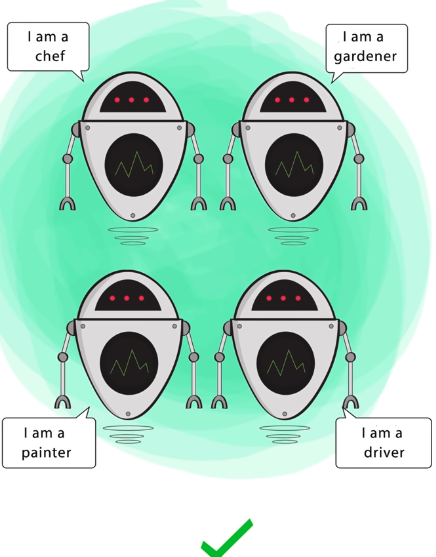 I am a
chef
I am a
gardener
I am a
painter
I am a
driver